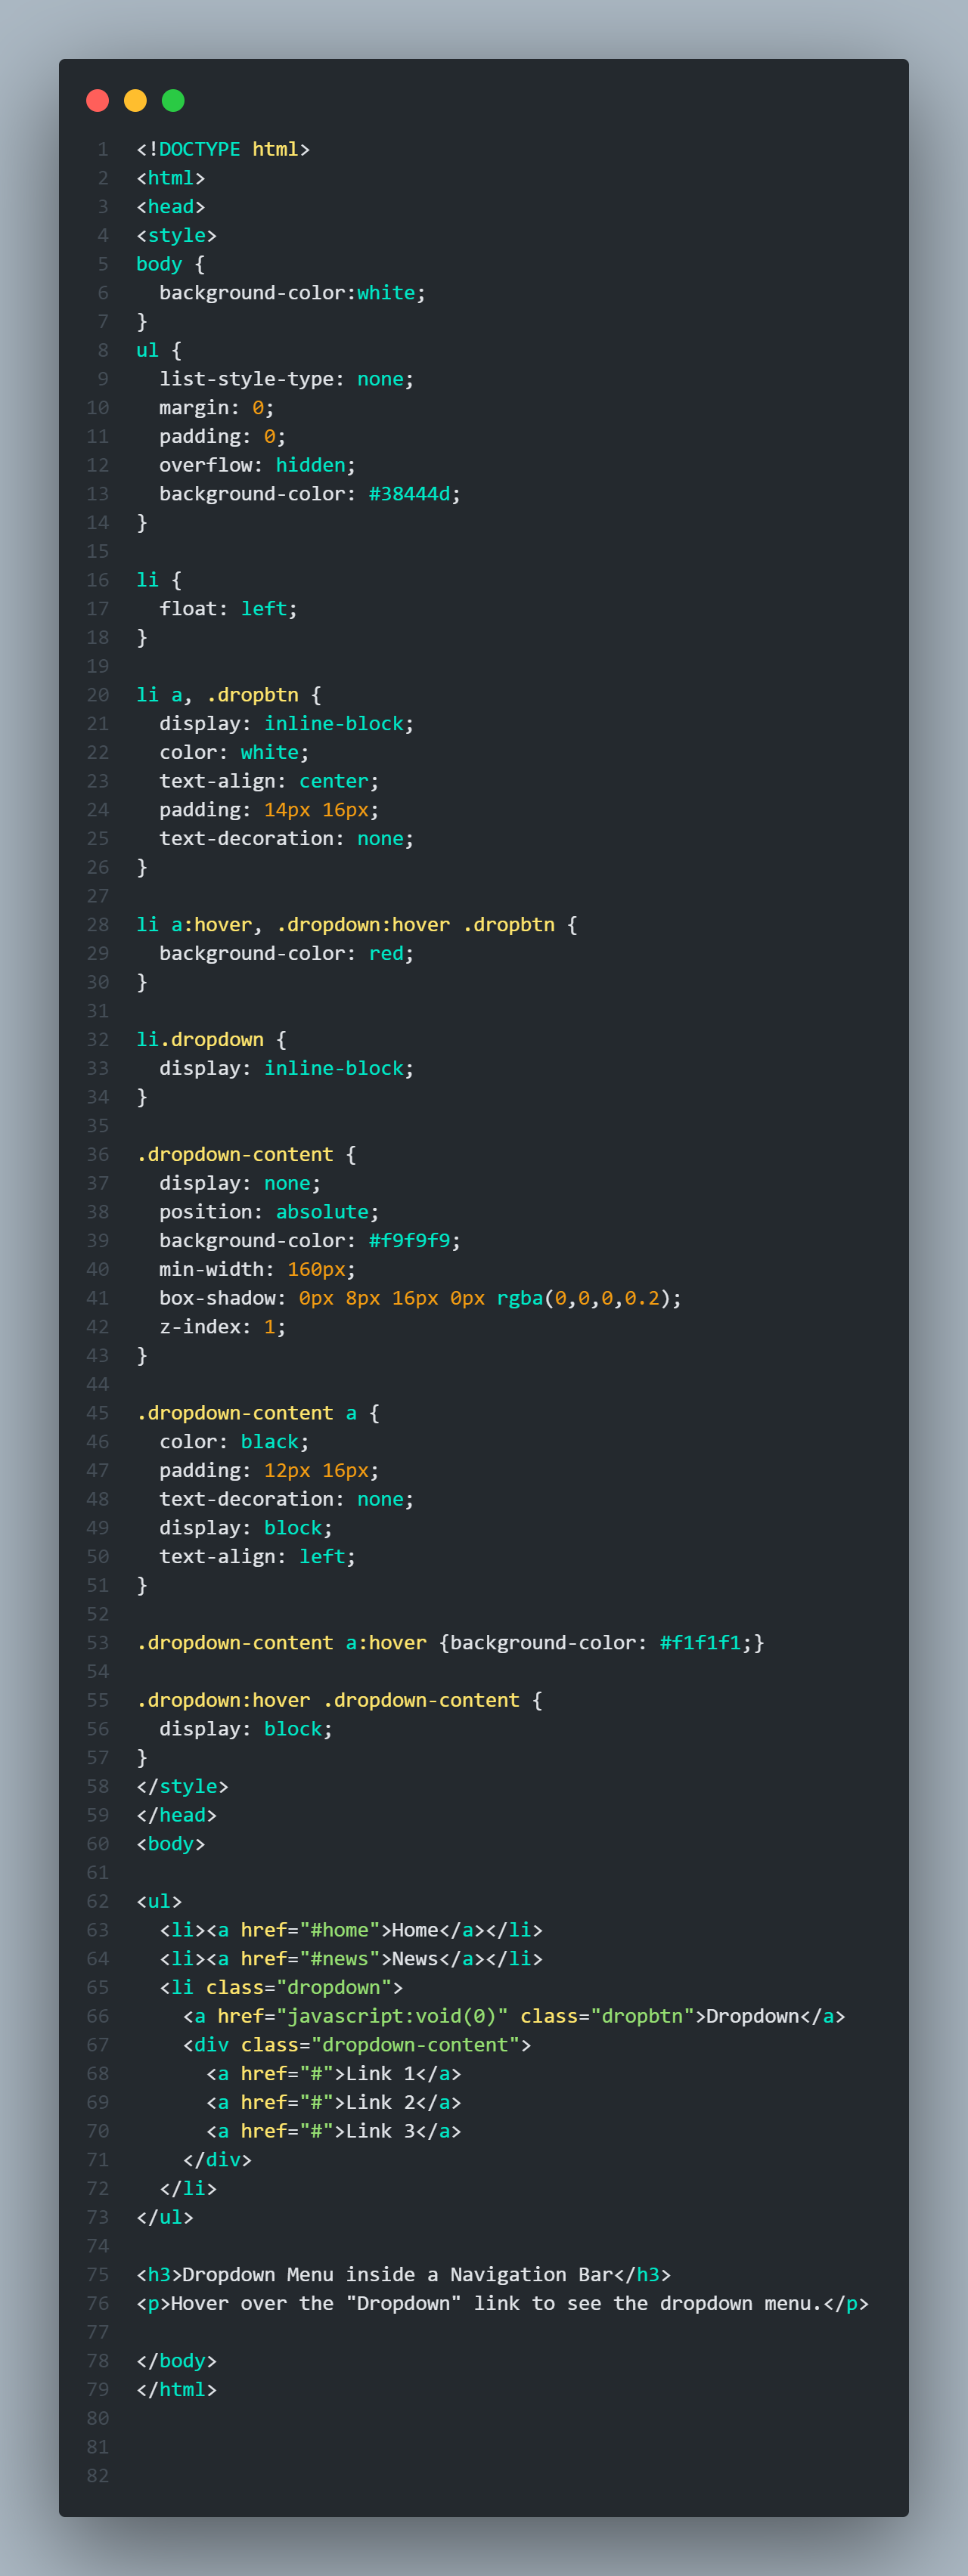 1 <!DOCTYPE html>
2 <html>
3 <head>
4 <style>
5 body {
6   background-color:white;
7 }
8 ul {
9   list-style-type: none;
10   margin: 0;
11   padding: 0;
12   overflow: hidden;
13   background-color: #38444d;
14 }
15
16 li {
17   float: left;
18 }
19
20 li a, .dropbtn {
21   display: inline-block;
22   color: white;
23   text-align: center;
24   padding: 14px 16px;
25   text-decoration: none;
26 }
27
28 li a:hover, .dropdown:hover .dropbtn {
29   background-color: red;
30 }
31
32 li.dropdown {
33   display: inline-block;
34 }
35
36 .dropdown-content {
37   display: none;
38   position: absolute;
39   background-color: #f9f9f9;
40   min-width: 160px;
41   box-shadow: 0px 8px 16px 0px rgba(0,0,0,0.2);
42   z-index: 1;
43 }
44
45 .dropdown-content a {
46   color: black;
47   padding: 12px 16px;
48   text-decoration: none;
49   display: block;
50   text-align: left;
51 }
52
53 .dropdown-content a:hover {background-color: #f1f1f1;}
54
55 .dropdown:hover .dropdown-content {
56   display: block;
57 }
58 </style>
59 </head>
60 <body>
61
62 <ul>
63   <li><a href="#home">Home</a></li>
64   <li><a href="#news">News</a></li>
65   <li class="dropdown">
66     <a href="javascript:void(0)" class="dropbtn">Dropdown</a>
67     <div class="dropdown-content">
68       <a href="#">Link 1</a>
69       <a href="#">Link 2</a>
70       <a href="#">Link 3</a>
71     </div>
72   </li>
73 </ul>
74
75 <h3>Dropdown Menu inside a Navigation Bar</h3>
76 <p>Hover over the "Dropdown" link to see the dropdown menu.</p>
77
78 </body>
79 </html>
80
81
82